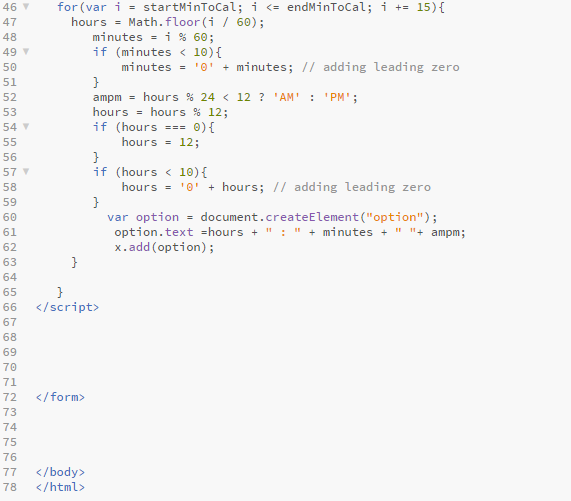 46 for(var i = startMinToCal; i <= endMinToCal; i += 15){
47 hours = Math.floor(i / 60);
48 minutes = i % 60;
49 if (minutes < 10){
50 minutes = '0' + minutes; // adding leading zero
51 }
52 ampm = hours % 24 < 12 ? 'AM' : 'PM';
53 hours = hours % 12;
54 if (hours === 0){
55 hours = 12;
56 }
57 if (hours < 10){
58 hours = '0' + hours; // adding leading zero
59 }
60 var option = document.createElement("option");
61 option.text =hours + " : " + minutes + " "+ ampm;
62 x.add(option);
63 }
64
65 }
66 </script>
67
68
69
70
71
72 </form>
73
74
75
76
77 </body>
78 </html>